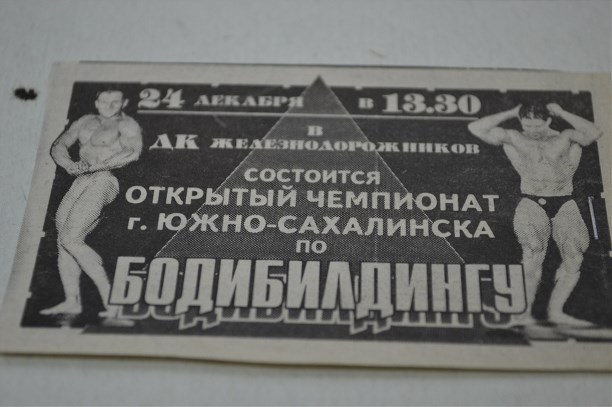 24 ДЕКАБРЯ В 13.30
В
ДК ЖЕЛЕЗНОДОРОЖНИКОВ
СОСТОИТСЯ
ОТКРЫТЫЙ ЧЕМПИОНАТ
г. ЮЖНО-САХАЛИНСКА
ПО
БОДИБИЛДИНГУ